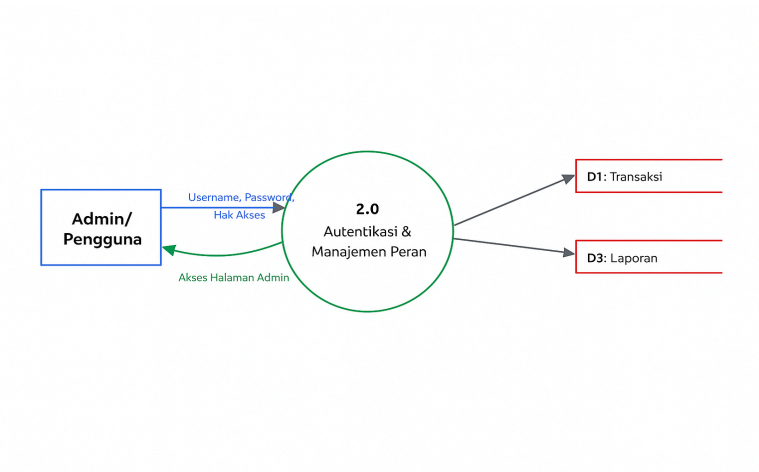 Admin/
Pengguna
Username, Password,
Hak Akses
Akses Halaman Admin
2.0
Autentikasi &
Manajemen Peran
D1: Transaksi
D3: Laporan